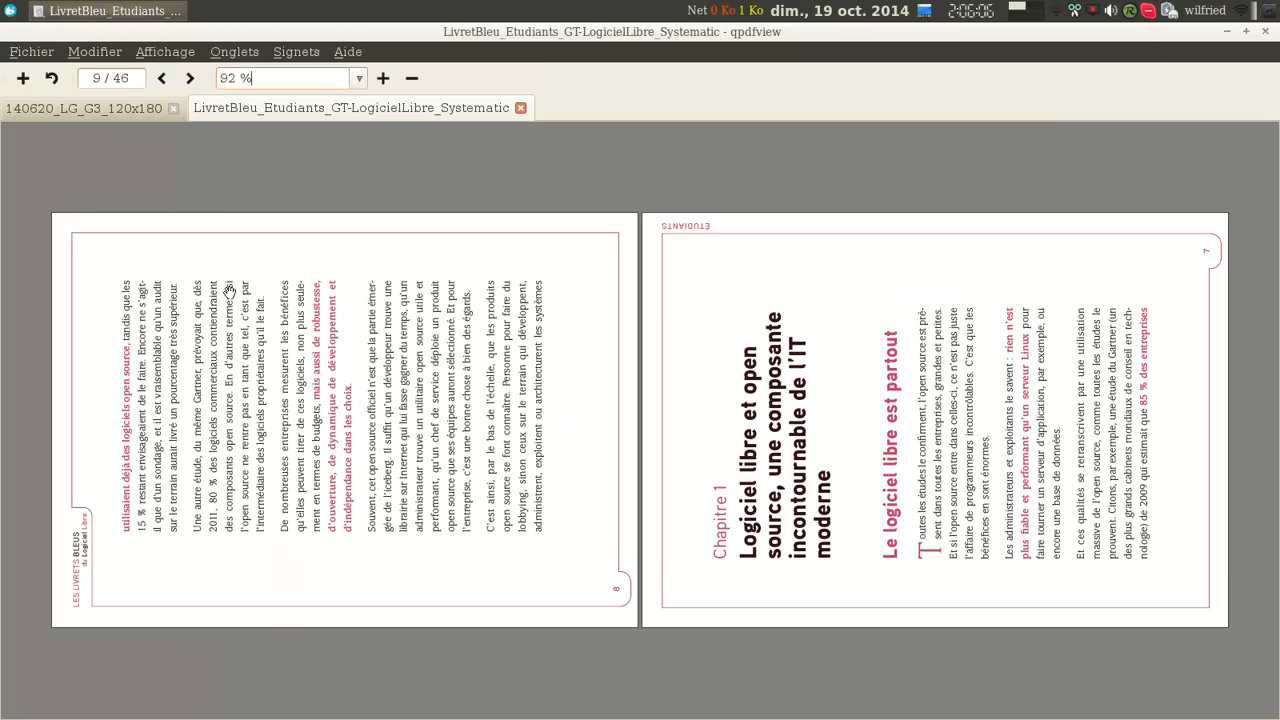 LivretBleu_Etudiants_...
Net 0 Ko 1 Ko dim., 19 oct. 2014
2:06:06
wilfried
LivretBleu_Etudiants_GT-LogicielLibre_Systematic - qpdfview
Fichier Modifier Affichage Onglets Signets Aide
9 / 46
92 %
140620_LG_G3_120x180
LivretBleu_Etudiants_GT-LogicielLibre_Systematic
LES LIVRETS BLEUS
du Logiciel Libre
utilisaient déjà des logiciels open source, tandis que les
15 % restant envisageaient de le faire. Encore ne s'agit-
il que d'un sondage, et il est vraisemblable qu'un audit
sur le terrain aurait livré un pourcentage très supérieur.
Une autre étude, du même Gartner, prévoyait que, dès
2011, 80 % des logiciels commerciaux contiendraient
des composants open source. En d'autres termes, si
l'open source ne rentre pas en tant que tel, c'est par
l'intermédiaire des logiciels propriétaires qu'il le fait.
De nombreuses entreprises mesurent les bénéfices
qu'elles peuvent tirer de ces logiciels, non plus seule-
ment en termes de budgets, mais aussi de robustesse,
d'ouverture, de dynamique de développement et
d'indépendance dans les choix.
Souvent, cet open source officiel n'est que la partie émer-
gée de l'iceberg. Il suffit qu'un développeur trouve une
librairie sur Internet qui lui fasse gagner du temps, qu'un
administrateur trouve un utilitaire open source utile et
performant, qu'un chef de service déploie un produit
open source que ses équipes auront sélectionné. Et pour
l'entreprise, c'est une bonne chose à bien des égards.
C'est ainsi, par le bas de l'échelle, que les produits
open source se font connaître. Personne pour faire du
lobbying, sinon ceux sur le terrain qui développent,
administrent, exploitent ou architecturent les systèmes
8
ÉTUDIANTS
Chapitre 1
Logiciel libre et open
source, une composante
incontournable de l'IT
moderne
Le logiciel libre est partout
Toutes les études le confirment, l'open source est pré-
sent dans toutes les entreprises, grandes et petites.
Et si l'open source entre dans celles-ci, ce n'est pas juste
l'affaire de programmeurs incontrôlables. C'est que les
bénéfices en sont énormes.
Les administrateurs et exploitants le savent : rien n'est
plus fiable et performant qu'un serveur Linux pour
faire tourner un serveur d'application, par exemple, ou
encore une base de données.
Et ces qualités se retranscrivent par une utilisation
massive de l'open source, comme toutes les études le
prouvent. Citons, par exemple, une étude du Gartner (un
des plus grands cabinets mondiaux de conseil en tech-
nologie) de 2009 qui estimait que 85 % des entreprises
7